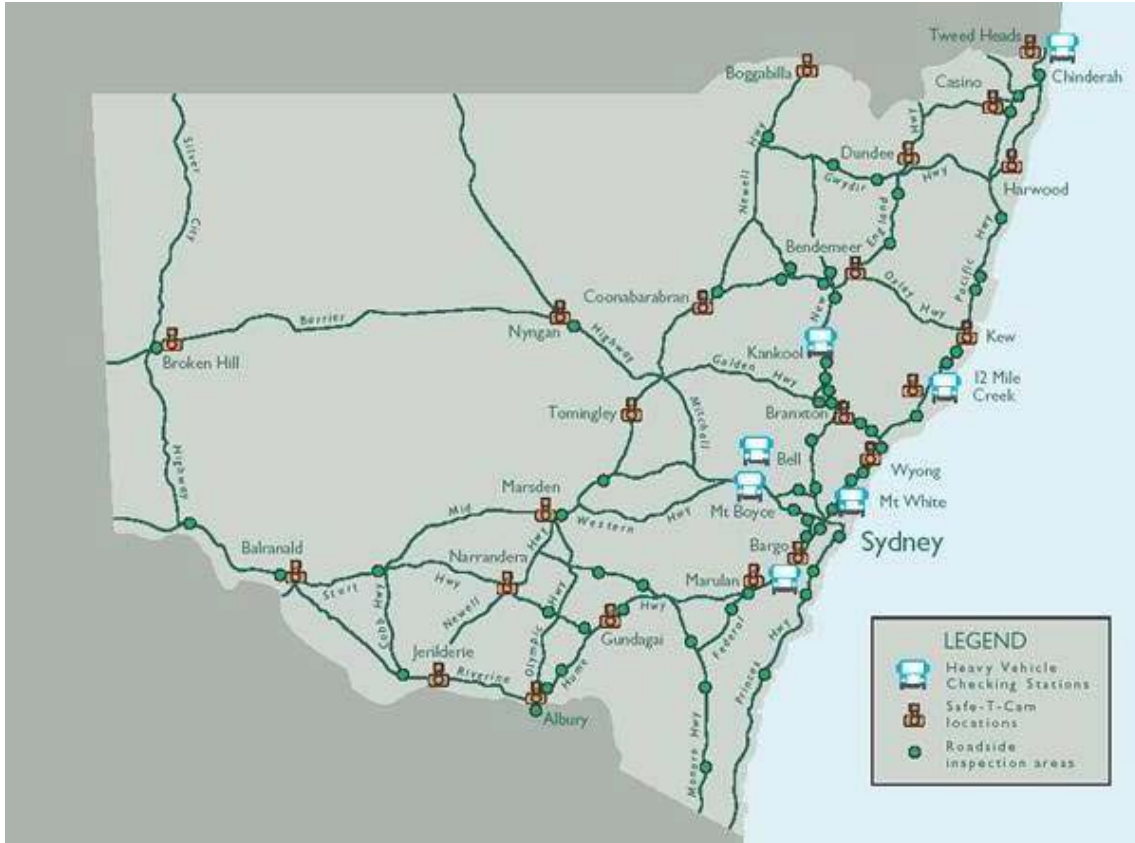 Tweed Heads
Chinderah
Boggabilla
Casino
Hwy
Silver
City
Hwy
Dundee
Newell
Gwydir
Hwy
Harwood
England
Bendemeer
Hwy
Pacific
Oxley
Hwy
Coonabarabran
New
Barrier
Nyngan
Highway
Kew
Broken Hill
Kankool
Golden Hwy
12 Mile
Creek
Tomingley
Mitchell
Branxton
Highway
Bell
Wyong
Marsden
Mid
Western
Hwy
Mt Boyce
Mt White
Sydney
Balranald
Narrandera
Hwy
Bargo
Sturt
Hwy
Cobb Hwy
Newell
Hwy
Marulan
Hwy
Federal
Gundagai
Jerilderie
Riverina
Olympic
Hume
Princes Hwy
Albury
Monaro Hwy
LEGEND
Heavy Vehicle
Checking Stations
Safe-T-Cam
locations
Roadside
inspection areas